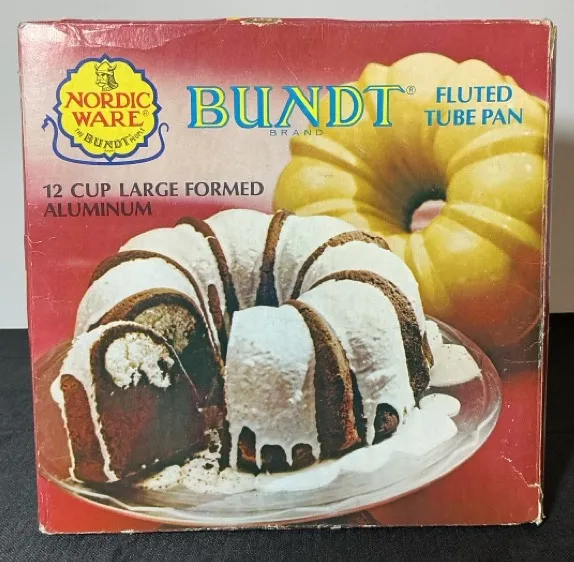 NORDIC
WARE®
THE BUNDT PEOPLE
BUNDT®
BRAND
FLUTED
TUBE PAN
12 CUP LARGE FORMED
ALUMINUM